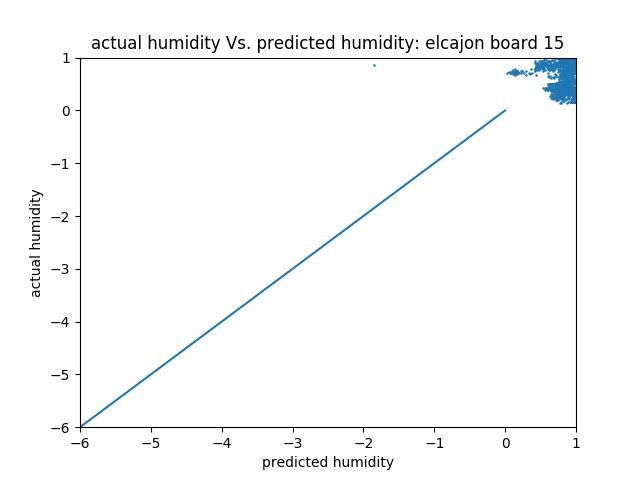 actual humidity Vs. predicted humidity: elcajon board 15
1
0
−1
−2
−3
−4
−5
−6
actual humidity
−6 −5 −4 −3 −2 −1 0 1
predicted humidity